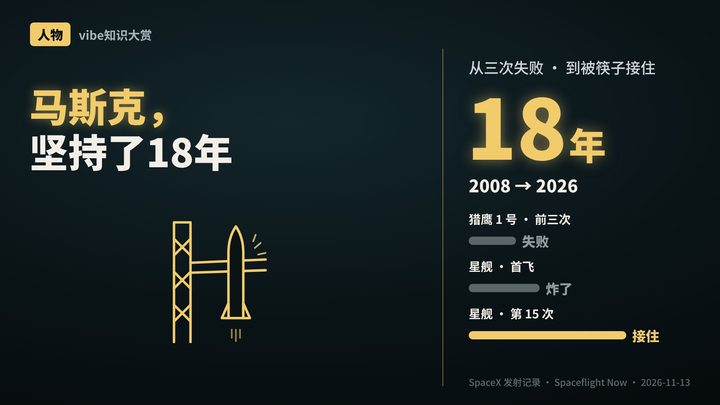 人物 vibe知识大赏
马斯克，
坚持了18年
从三次失败 · 到被筷子接住
18年
2008 → 2026
猎鹰 1 号 · 前三次
失败
星舰 · 首飞
炸了
星舰 · 第 15 次
接住
SpaceX 发射记录 · Spaceflight Now · 2026-11-13